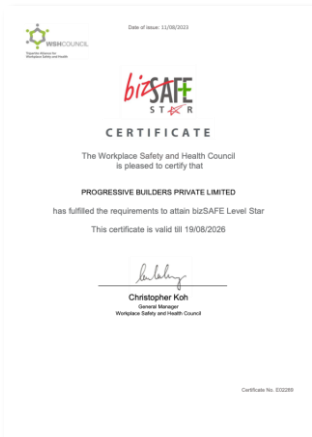 Date of issue: 11/08/2023
WSHCOUNCIL
Tripartite Alliance for
Workplace Safety and Health
bizSAFE
STAR
CERTIFICATE
The Workplace Safety and Health Council
is pleased to certify that
PROGRESSIVE BUILDERS PRIVATE LIMITED
has fulfilled the requirements to attain bizSAFE Level Star
This certificate is valid till 19/08/2026
Christopher Koh
General Manager
Workplace Safety and Health Council
Certificate No. E02289